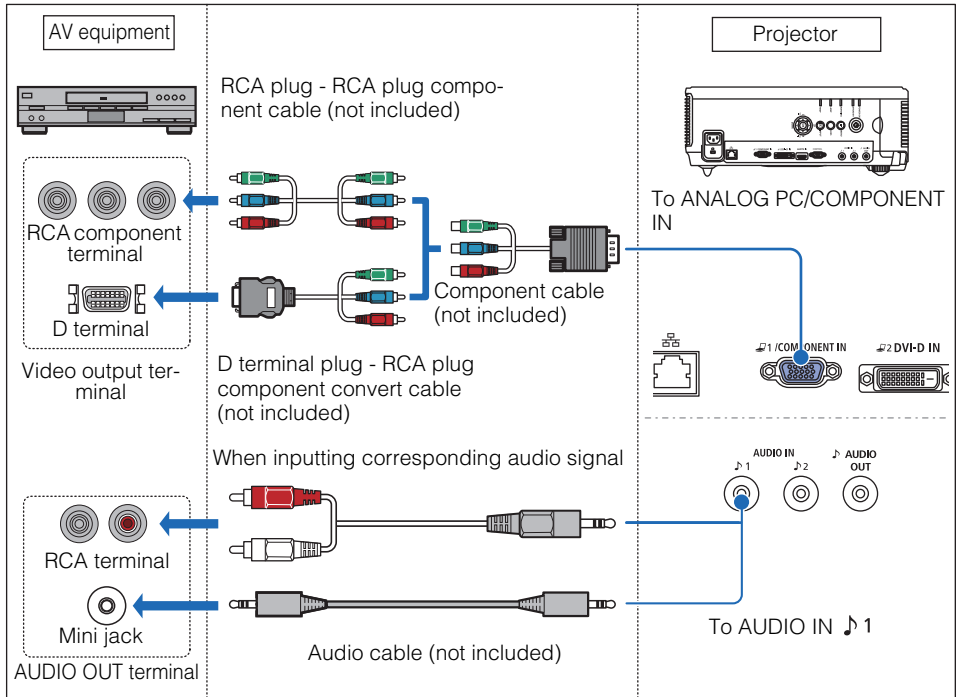 AV equipment
Projector
RCA plug - RCA plug compo-
nent cable (not included)
RCA component
terminal
D terminal
Video output ter-
minal
Component cable
(not included)
D terminal plug - RCA plug
component convert cable
(not included)
To ANALOG PC/COMPONENT
IN
1 /COMPONENT IN
2 DVI-D IN
When inputting corresponding audio signal
AUDIO IN
♪ 1
♪ 2
♪ AUDIO
OUT
RCA terminal
Mini jack
AUDIO OUT terminal
Audio cable (not included)
To AUDIO IN ♪ 1